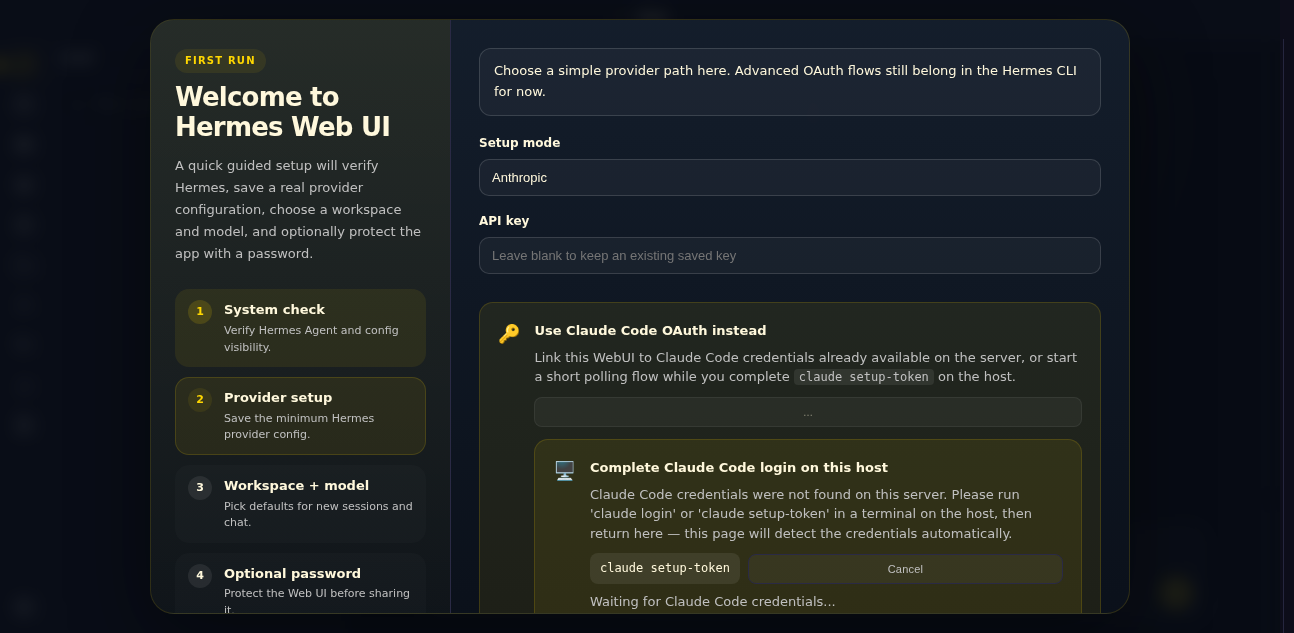 FIRST RUN
Welcome to
Hermes Web UI
A quick guided setup will verify
Hermes, save a real provider
configuration, choose a workspace
and model, and optionally protect the
app with a password.
1 System check
Verify Hermes Agent and config
visibility.
2 Provider setup
Save the minimum Hermes
provider config.
3 Workspace + model
Pick defaults for new sessions and
chat.
4 Optional password
Protect the Web UI before sharing
it.
Choose a simple provider path here. Advanced OAuth flows still belong in the Hermes CLI
for now.
Setup mode
Anthropic
API key
Leave blank to keep an existing saved key
Use Claude Code OAuth instead
Link this WebUI to Claude Code credentials already available on the server, or start
a short polling flow while you complete claude setup-token on the host.
...
Complete Claude Code login on this host
Claude Code credentials were not found on this server. Please run
'claude login' or 'claude setup-token' in a terminal on the host, then
return here — this page will detect the credentials automatically.
claude setup-token Cancel
Waiting for Claude Code credentials...